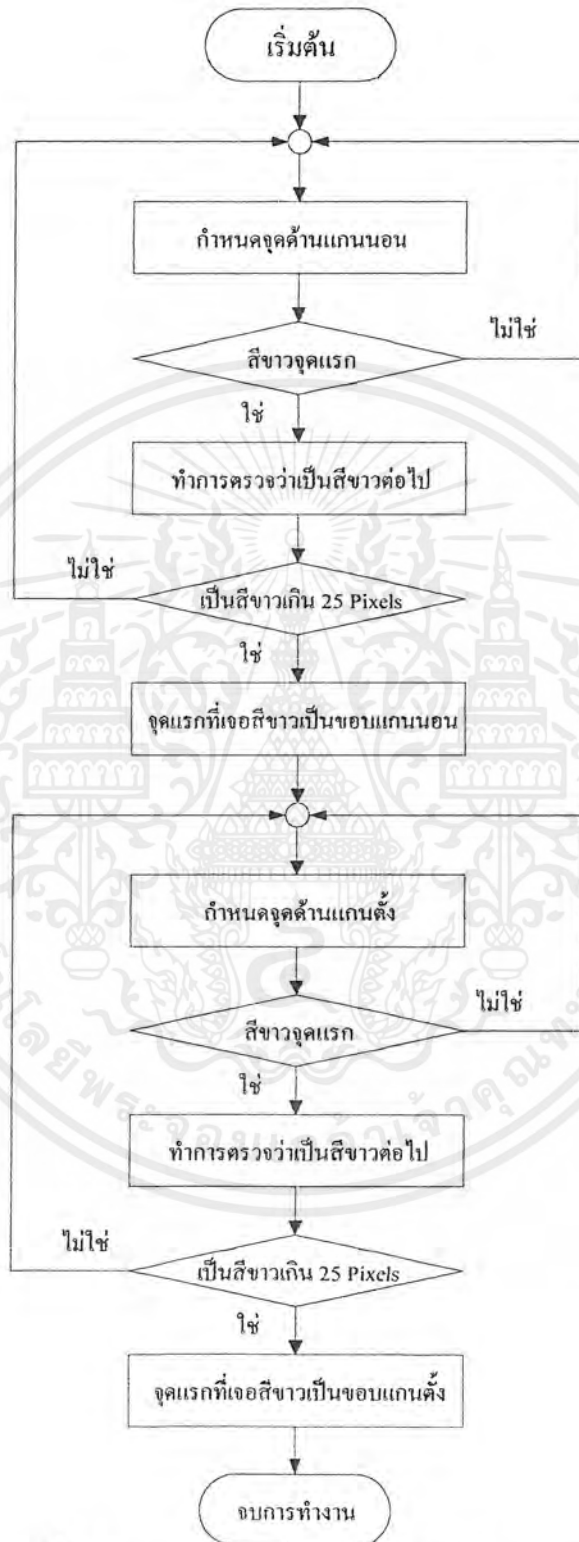 เริ่มต้น
กำหนดจุดด้านแกนนอน
ไม่ใช่
สีขาวจุดแรก
ใช่
ทำการตรวจว่าเป็นสีขาวต่อไป
ไม่ใช่
เป็นสีขาวเกิน 25 Pixels
ใช่
จุดแรกที่เจอสีขาวเป็นขอบแกนนอน
กำหนดจุดด้านแกนตั้ง
ไม่ใช่
สีขาวจุดแรก
ใช่
ทำการตรวจว่าเป็นสีขาวต่อไป
ไม่ใช่
เป็นสีขาวเกิน 25 Pixels
ใช่
จุดแรกที่เจอสีขาวเป็นขอบแกนตั้ง
จบการทำงาน